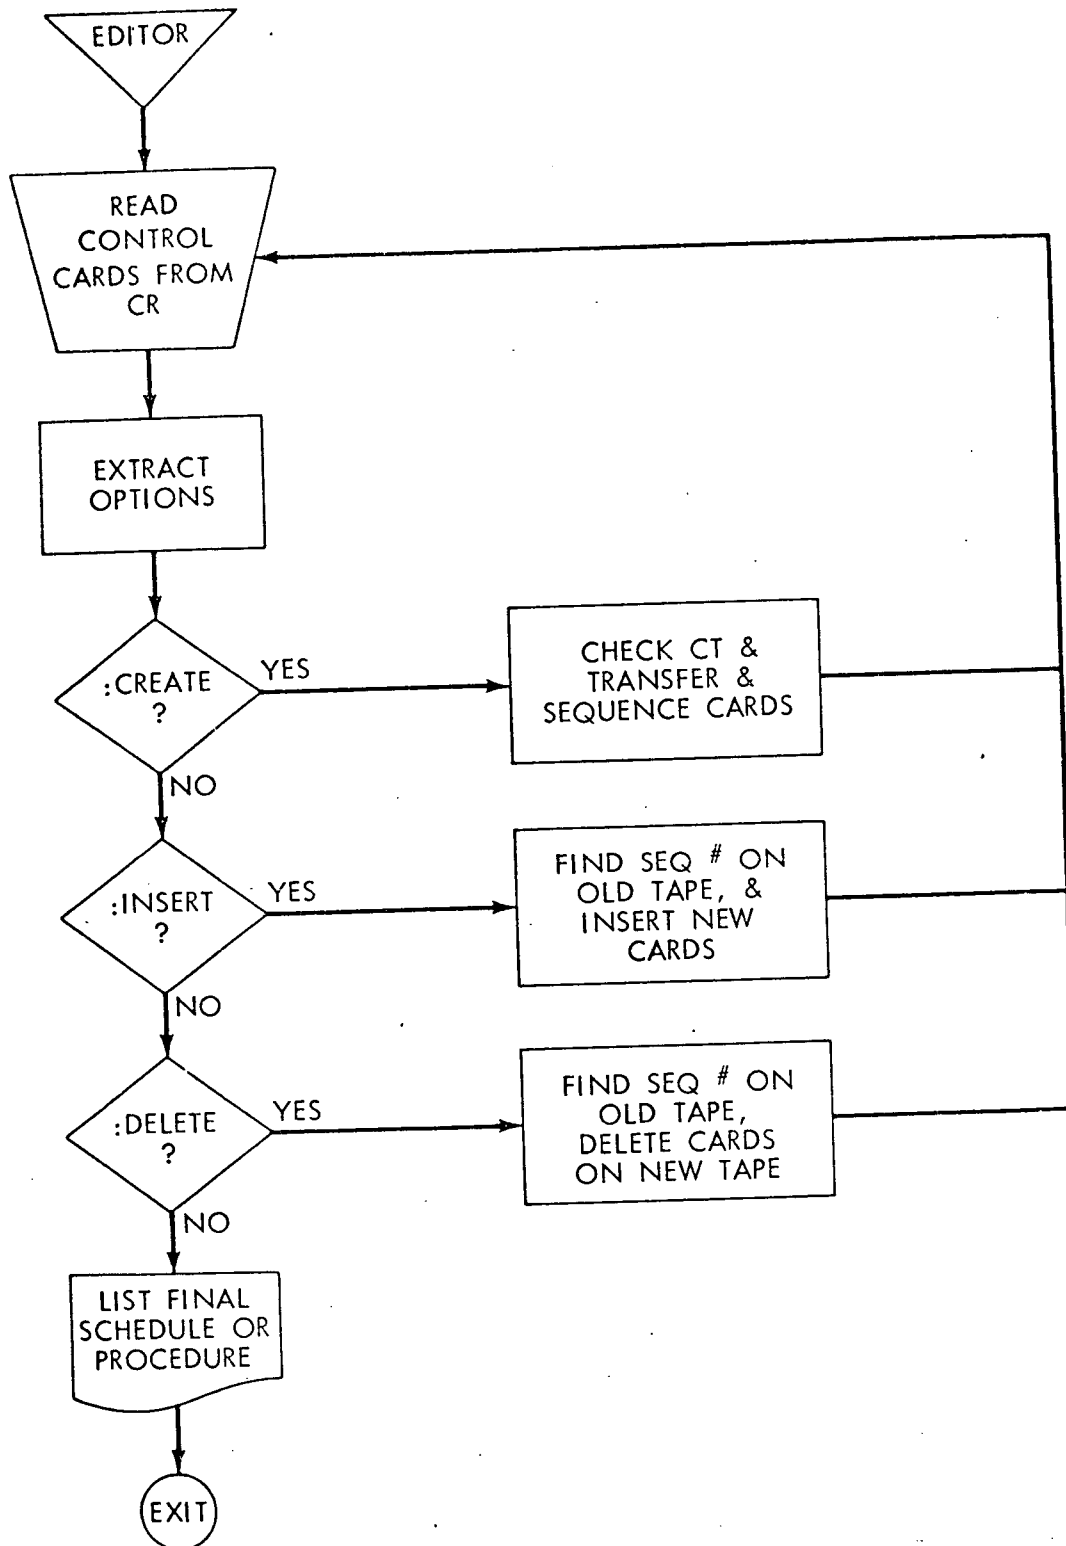 EDITOR
READ
CONTROL
CARDS FROM
CR
EXTRACT
OPTIONS
:CREATE
?
YES
CHECK CT &
TRANSFER &
SEQUENCE CARDS
NO
:INSERT
?
YES
FIND SEQ # ON
OLD TAPE, &
INSERT NEW
CARDS
NO
:DELETE
?
YES
FIND SEQ # ON
OLD TAPE,
DELETE CARDS
ON NEW TAPE
NO
LIST FINAL
SCHEDULE OR
PROCEDURE
EXIT